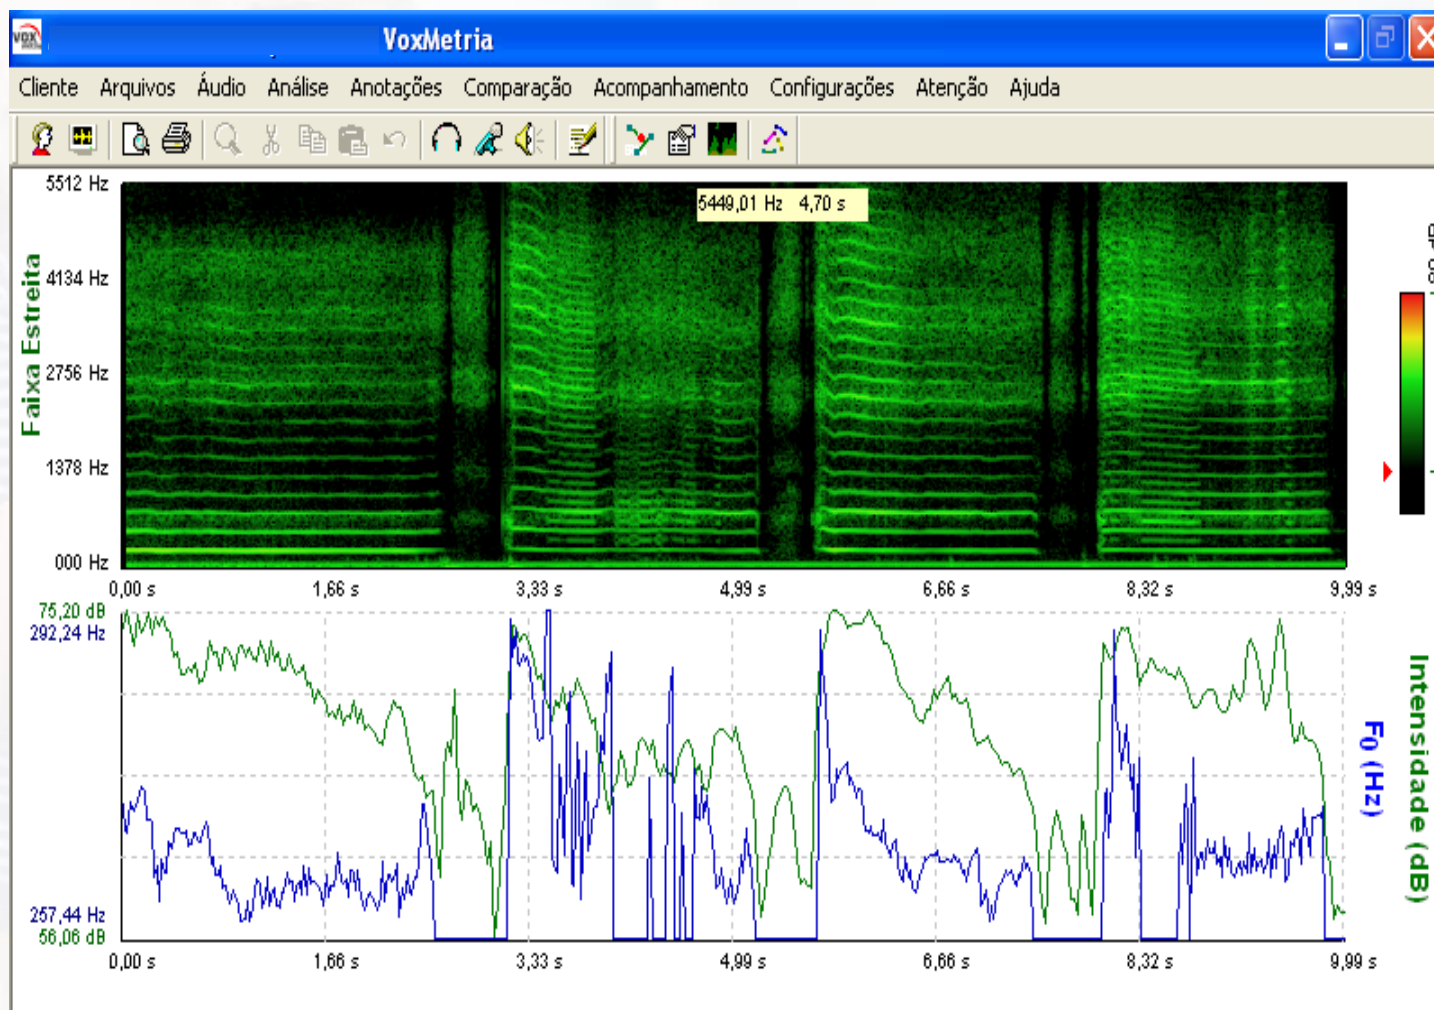 VOX
VoxMetria
Cliente Arquivos Áudio Análise Anotações Comparação Acompanhamento Configurações Atenção Ajuda
5512 Hz
5449,01 Hz 4,70 s
4134 Hz
2756 Hz
1378 Hz
000 Hz
Faixa Estreita
0,00 s 1,66 s 3,33 s 4,99 s 6,66 s 8,32 s 9,99 s
75,20 dB
292,24 Hz
257,44 Hz
56,06 dB
F0 (Hz)
Intensidade (dB)
0,00 s 1,66 s 3,33 s 4,99 s 6,66 s 8,32 s 9,99 s